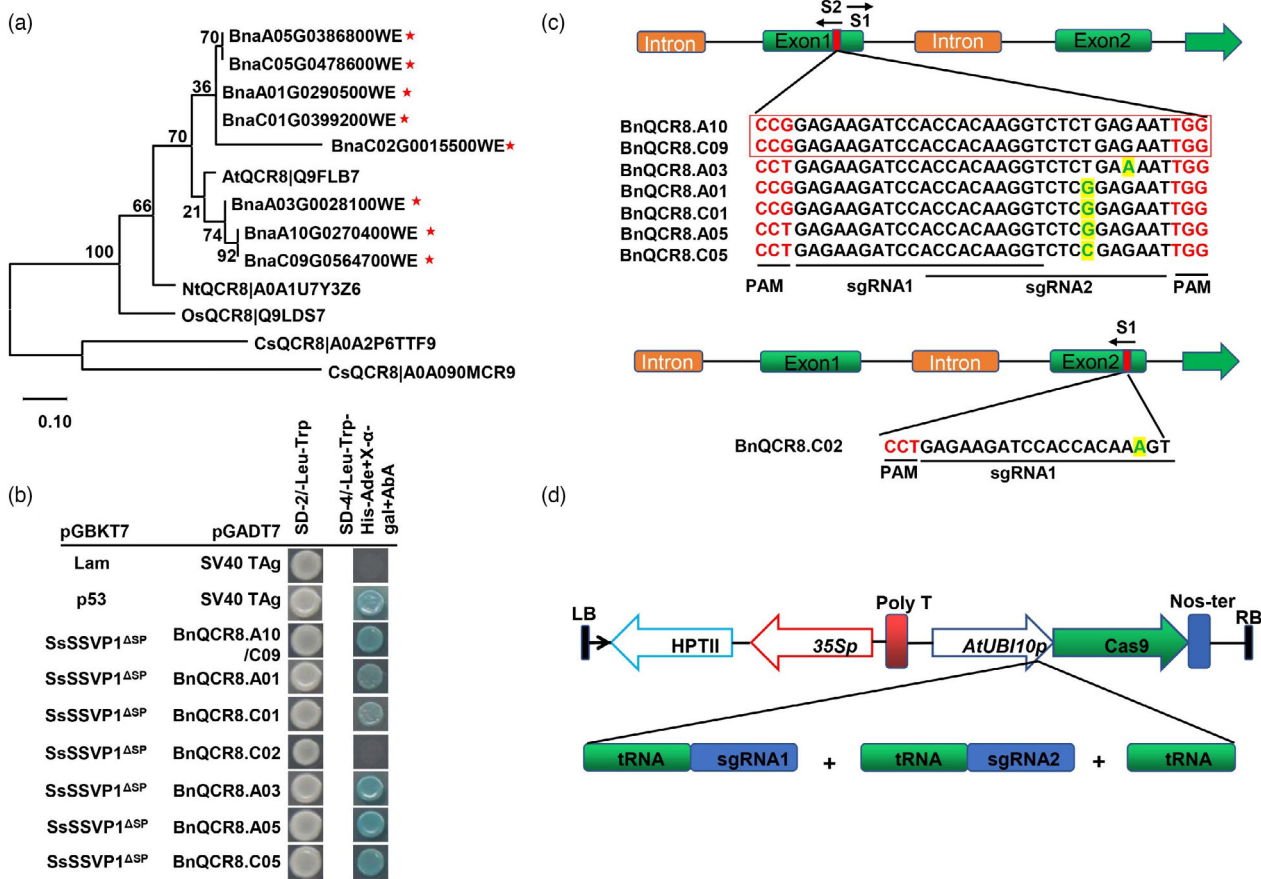 (a)
70
BnaA05G0386800WE
BnaC05G0478600WE
36
BnaA01G0290500WE
BnaC01G0399200WE
70
BnaC02G0015500WE
AtQCR8|Q9FLB7
66
21
BnaA03G0028100WE
74
BnaA10G0270400WE
92
BnaC09G0564700WE
100
NtQCR8|A0A1U7Y3Z6
OsQCR8|Q9LDS7
CsQCR8|A0A2P6TTF9
CsQCR8|A0A090MCR9
0.10
(b)
pGBKT7 pGADT7
SD-2/-Leu-Trp
SD-4/-Leu-Trp-
His-Ade+X-α-
gal+AbA
Lam SV40 TAg
p53 SV40 TAg
SsSSVP1ΔSP BnQCR8.A10
/C09
SsSSVP1ΔSP BnQCR8.A01
SsSSVP1ΔSP BnQCR8.C01
SsSSVP1ΔSP BnQCR8.C02
SsSSVP1ΔSP BnQCR8.A03
SsSSVP1ΔSP BnQCR8.A05
SsSSVP1ΔSP BnQCR8.C05
(c)
S2
S1
Intron Exon1 Intron Exon2
BnQCR8.A10 CCGGAGAAGATCCACCACAAGGTCTCTGAGAATTGG
BnQCR8.C09 CCGGAGAAGATCCACCACAAGGTCTCTGAGAATTGG
BnQCR8.A03 CCTGAGAAGATCCACCACAAGGTCTCTGAAAATTGG
BnQCR8.A01 CCGGAGAAGATCCACCACAAGGTCTCGGAGAATTGG
BnQCR8.C01 CCGGAGAAGATCCACCACAAGGTCTCGGAGAATTGG
BnQCR8.A05 CCTGAGAAGATCCACCACAAGGTCTCGGAGAATTGG
BnQCR8.C05 CCTGAGAAGATCCACCACAAGGTCTCCGAGAATTGG
PAM sgRNA1 sgRNA2 PAM
S1
Intron Exon1 Intron Exon2
BnQCR8.C02 CCTGAGAAGATCCACCACAAAGT
PAM sgRNA1
(d)
LB HPTII 35Sp Poly T AtUBI10p Cas9 Nos-ter RB
tRNA sgRNA1 + tRNA sgRNA2 + tRNA